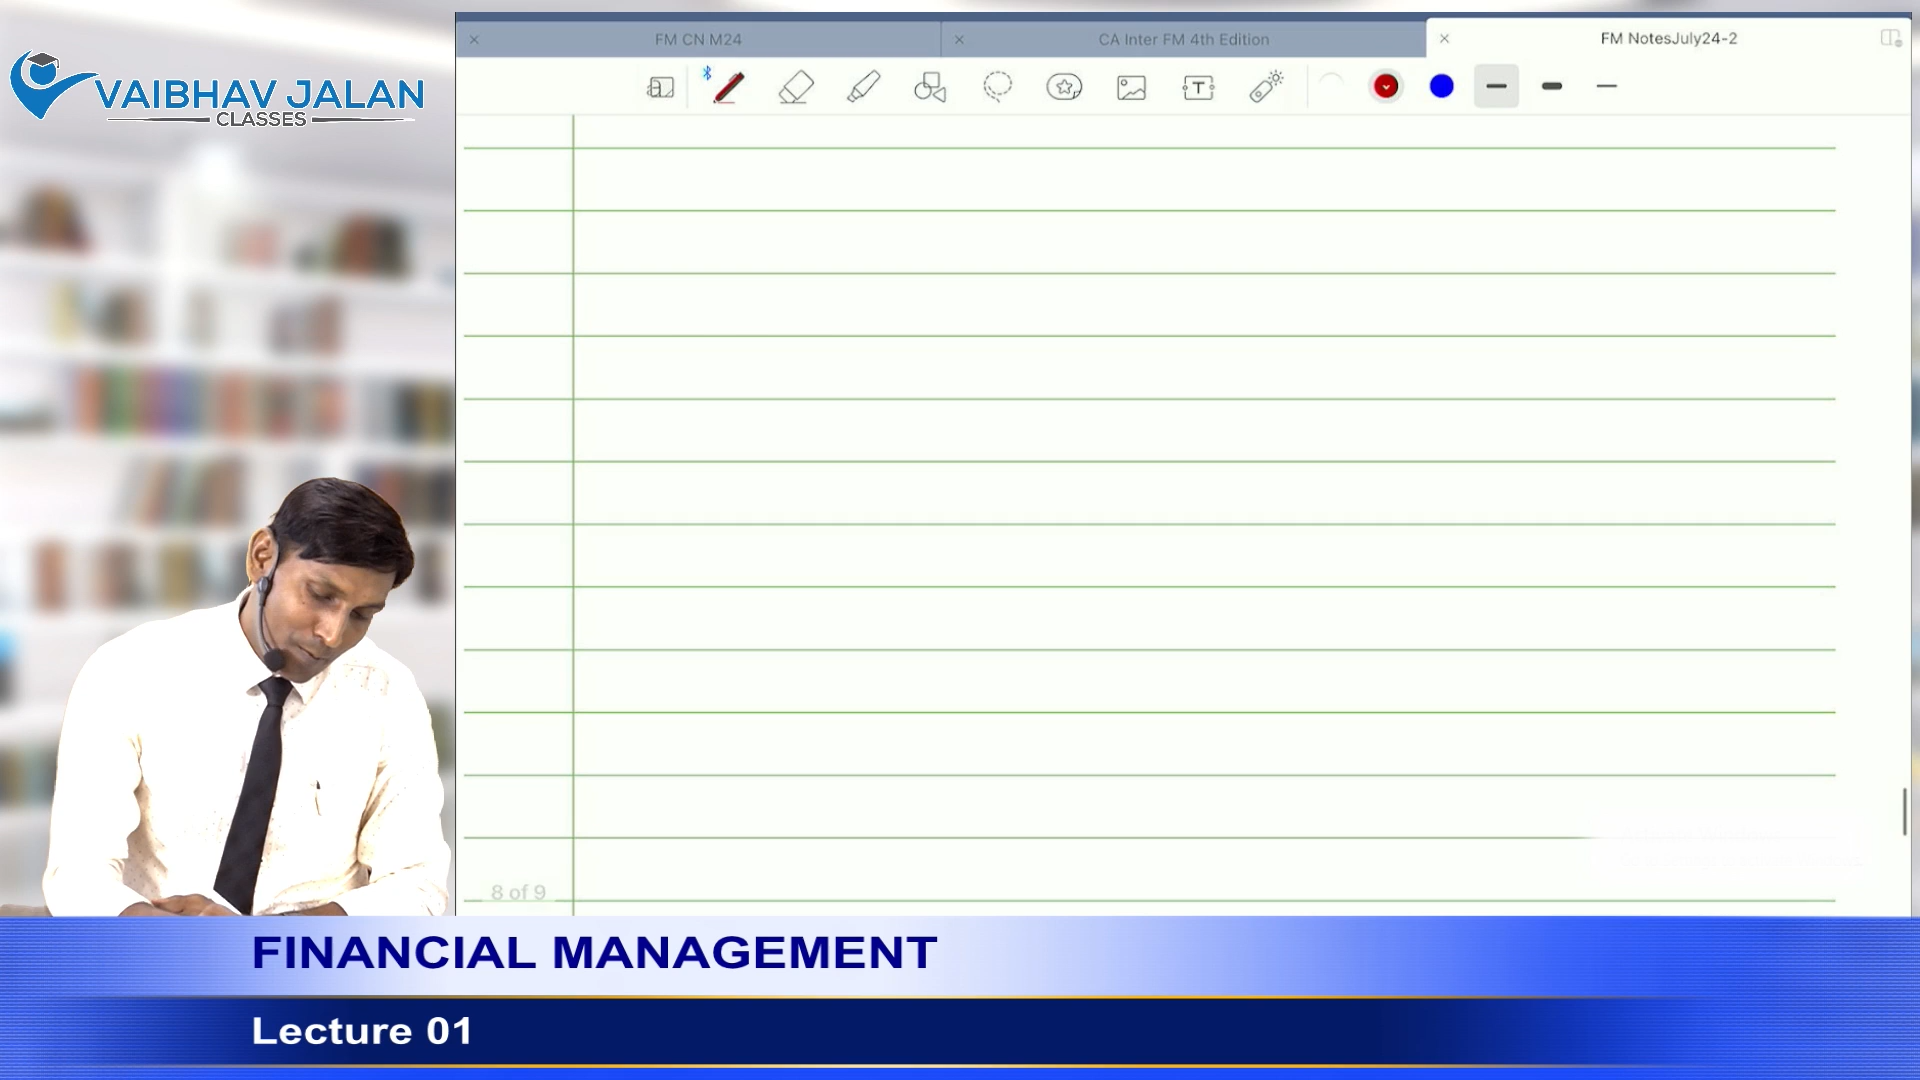 VAIBHAV JALAN
CLASSES
FM CN M24
CA Inter FM 4th Edition
FM NotesJuly24-2
T
8 of 9
FINANCIAL MANAGEMENT
Lecture 01